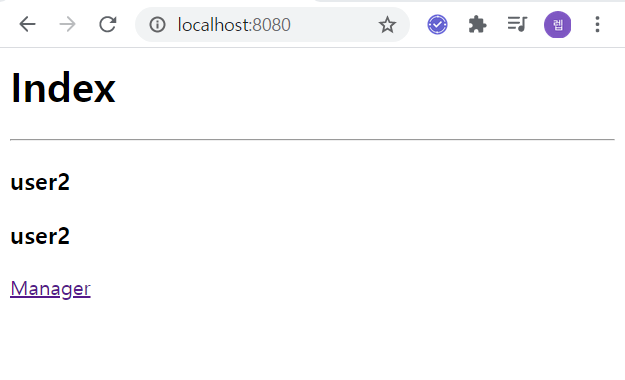 localhost:8080
렙
Index
user2
user2
Manager